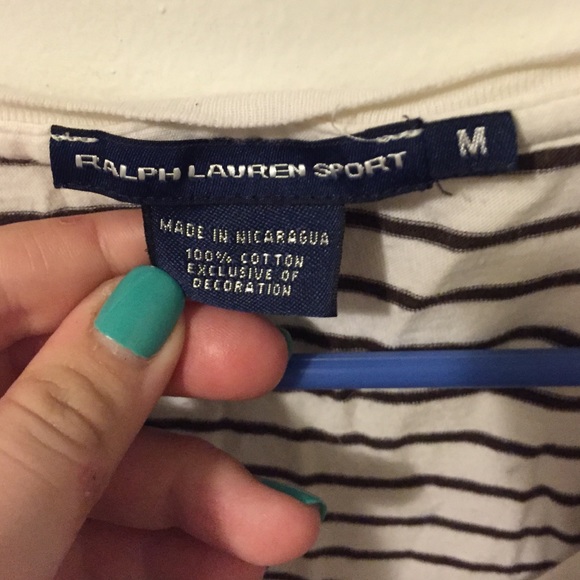 RALPH LAUREN SPORT
M
MADE IN NICARAGUA
100% COTTON
EXCLUSIVE OF
DECORATION